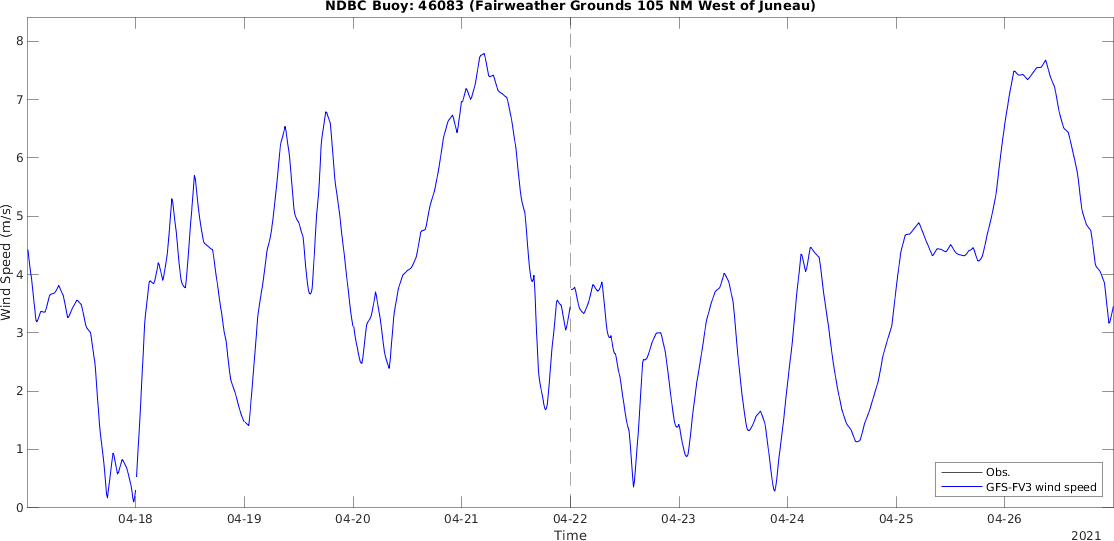 NDBC Buoy: 46083 (Fairweather Grounds 105 NM West of Juneau)
8
7
6
5
4
3
2
1
0
Wind Speed (m/s)
04-18 04-19 04-20 04-21 04-22 04-23 04-24 04-25 04-26
Time
2021
Obs.
GFS-FV3 wind speed